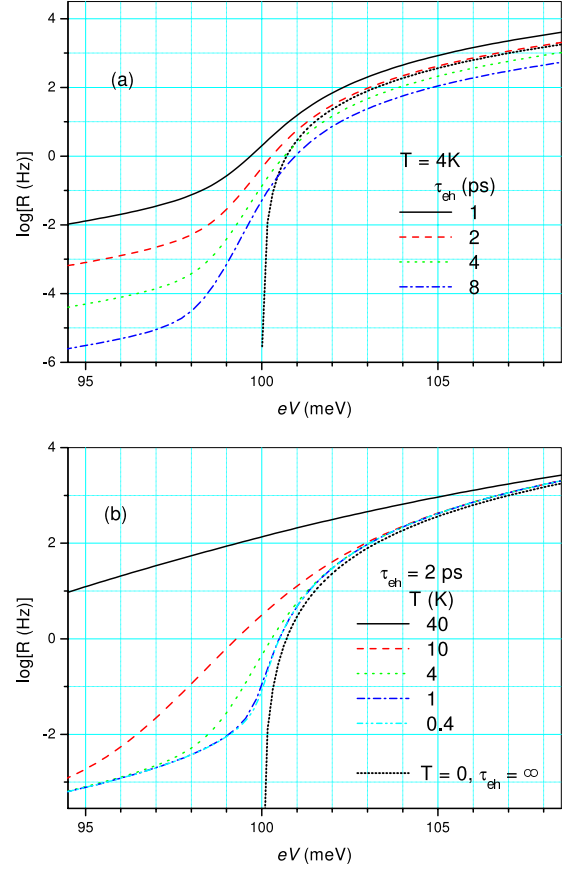 4
(a)
2
0
-2
-4
-6
log[R (Hz)]
T = 4K
τeh (ps)
1
2
4
8
95
100
105
eV (meV)
4
(b)
2
0
-2
log[R (Hz)]
τeh = 2 ps
T (K)
40
10
4
1
0.4
T = 0, τeh = ∞
95
100
105
eV (meV)